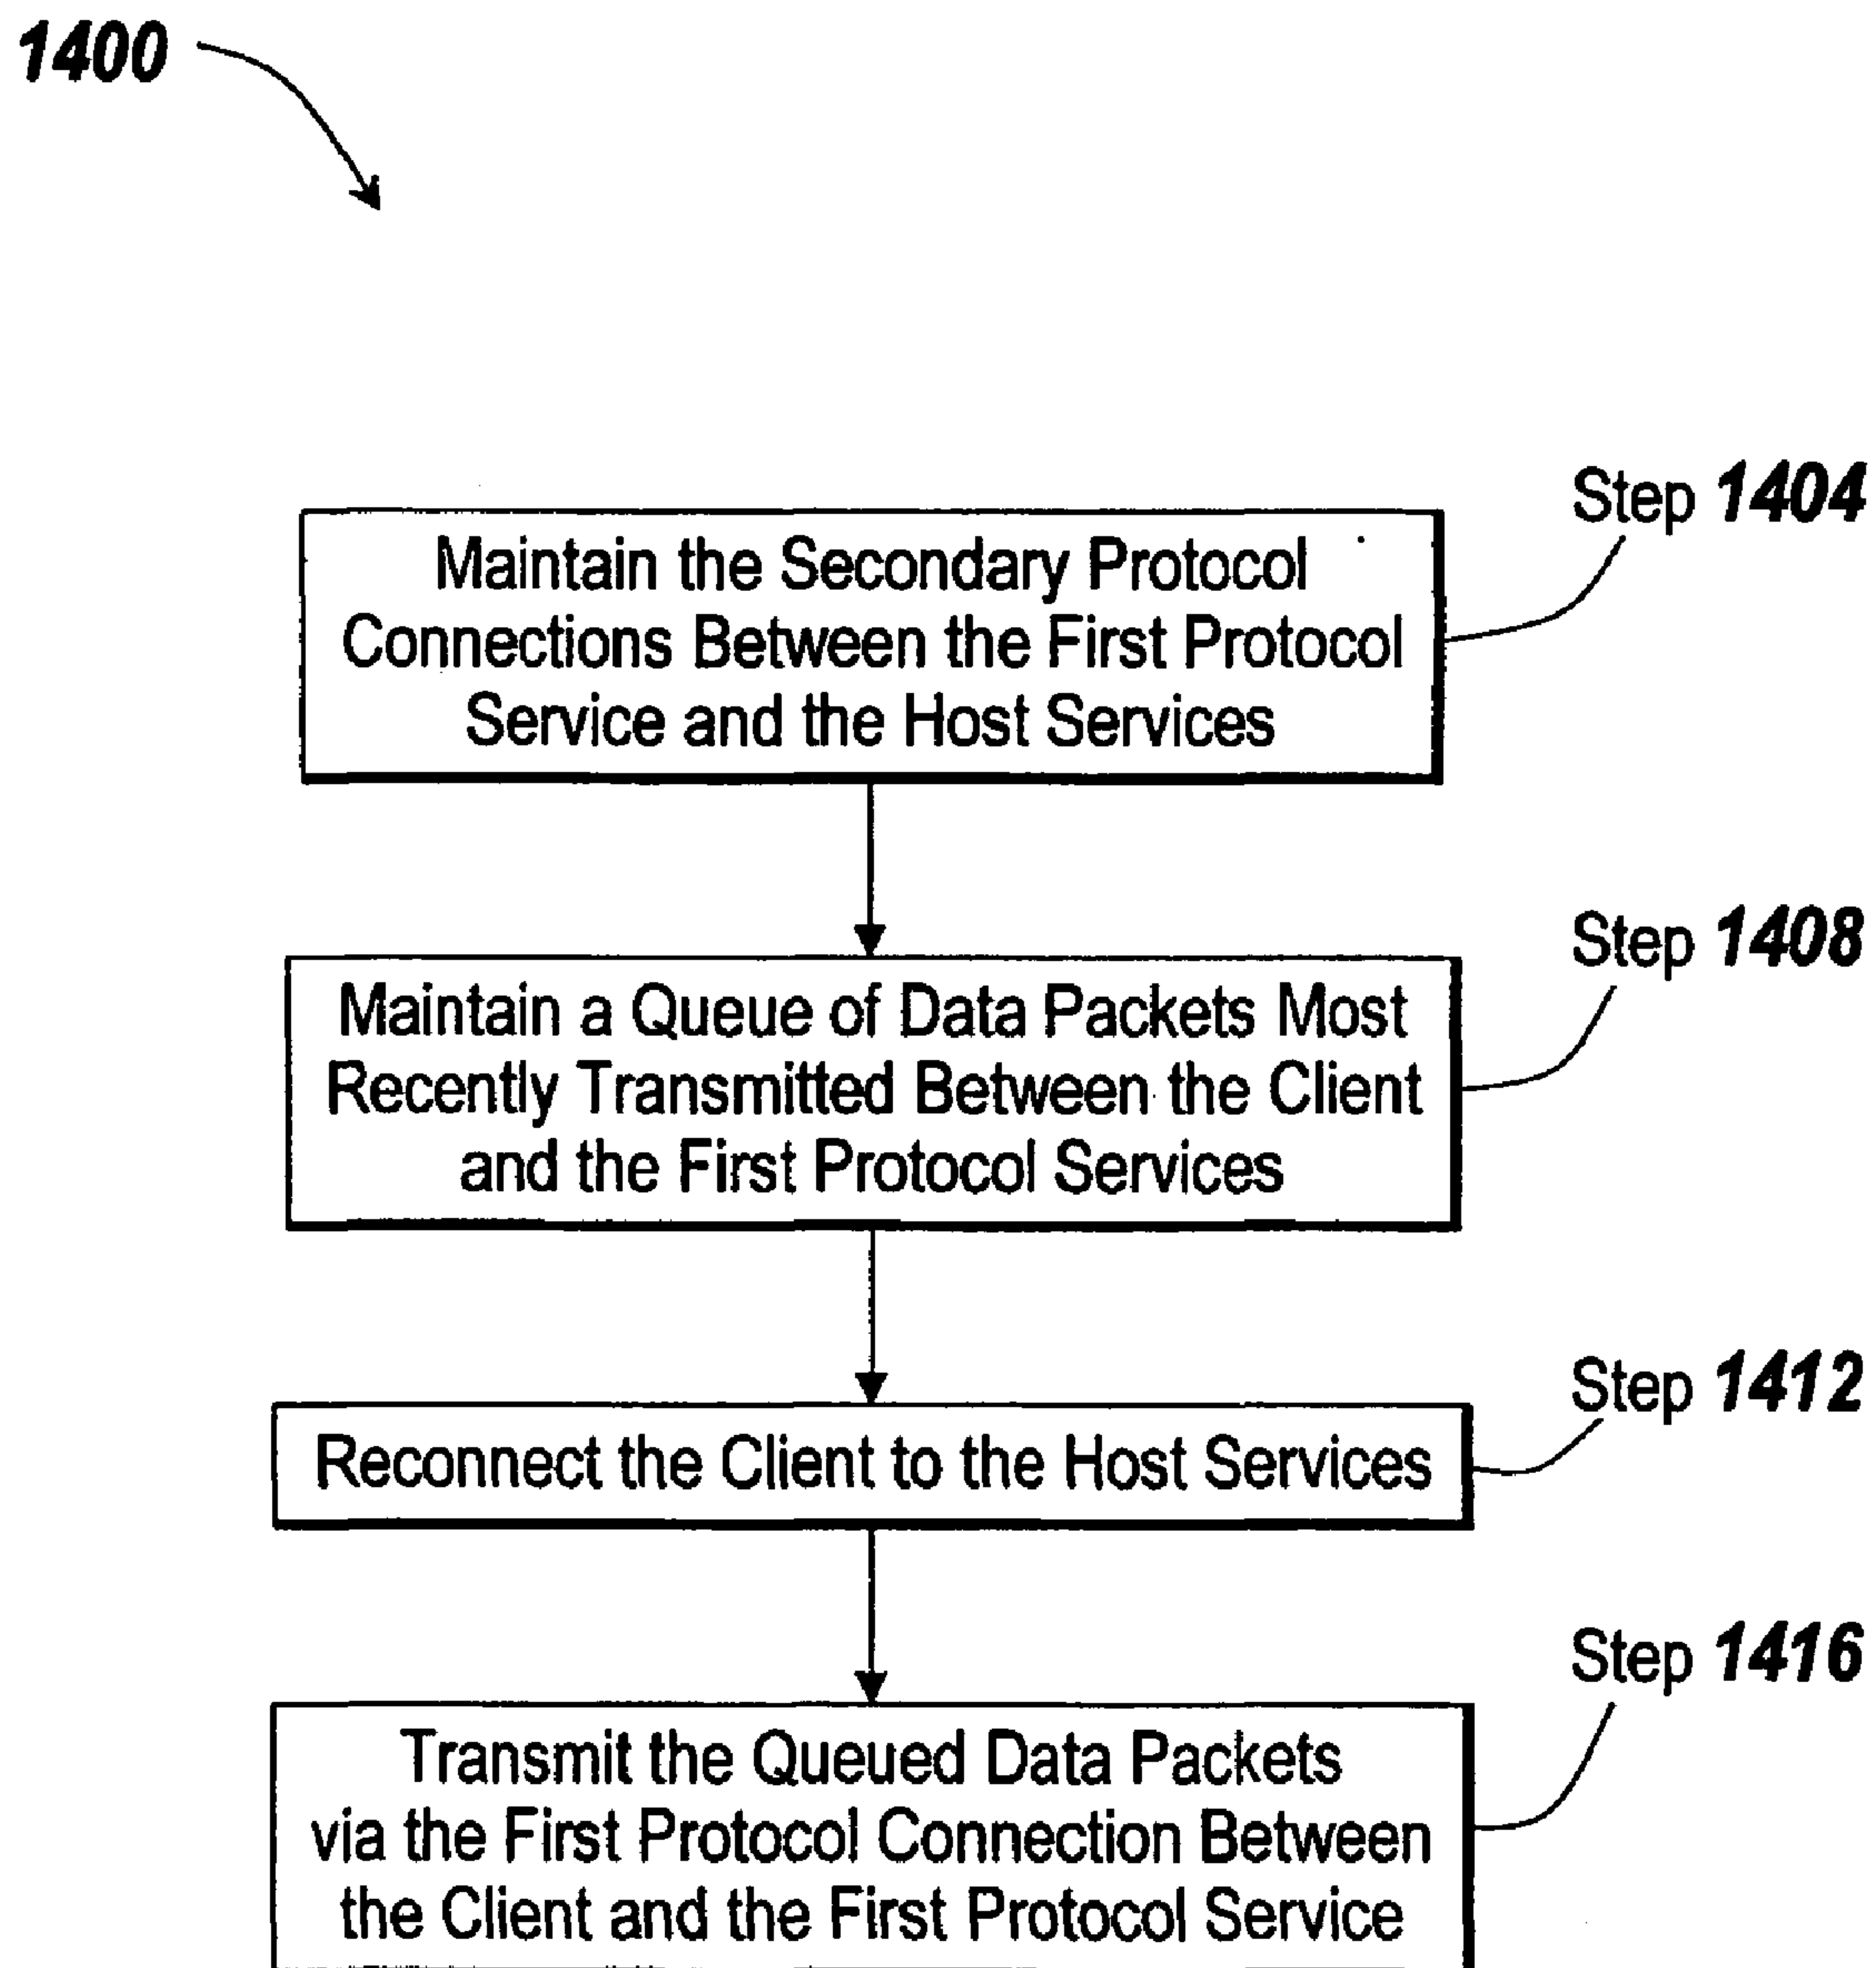 1400
Step 1404
Maintain the Secondary Protocol
Connections Between the First Protocol
Service and the Host Services
Step 1408
Maintain a Queue of Data Packets Most
Recently Transmitted Between the Client
and the First Protocol Services
Step 1412
Reconnect the Client to the Host Services
Step 1416
Transmit the Queued Data Packets
via the First Protocol Connection Between
the Client and the First Protocol Service